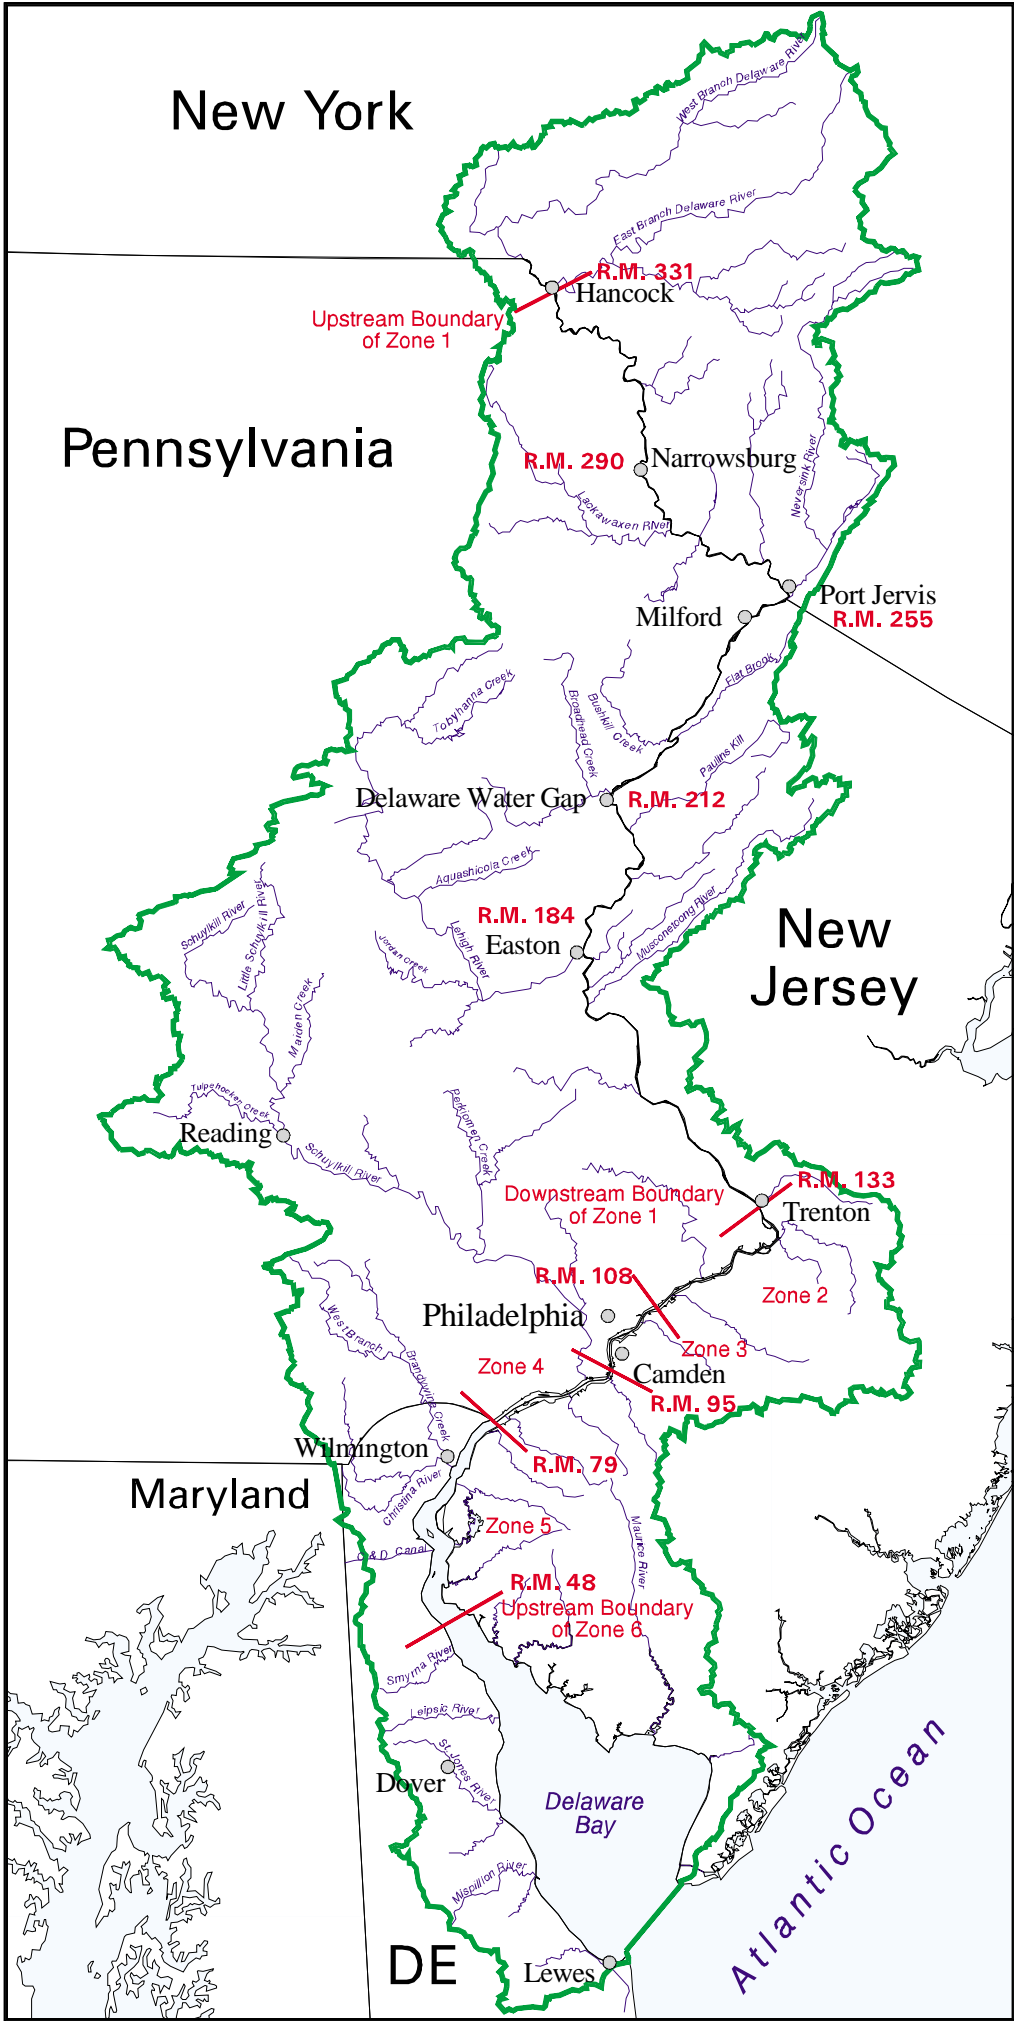 West Branch Delaware River
New York
East Branch Delaware River
R.M. 331
Hancock
Upstream Boundary
of Zone 1
Pennsylvania
R.M. 290
Narrowsburg
Neversink River
Lackawaxen River
Port Jervis
R.M. 255
Milford
Flat Brook
Tobyhanna Creek
Broadhead Creek
Bushkill Creek
Paulins Kill
Delaware Water Gap
R.M. 212
Aquashicola Creek
Schuylkill River
Little Schuylkill River
R.M. 184
Easton
Musconetcong River
New
Jersey
Jordan Creek
Lehigh River
Maiden Creek
Tulpehocken Creek
Reading
Schuylkill River
Perkiomen Creek
R.M. 133
Trenton
Downstream Boundary
of Zone 1
R.M. 108
Zone 2
Philadelphia
Zone 3
West Branch
Brandywine Creek
Zone 4
Camden
R.M. 95
Wilmington
R.M. 79
Maryland
Christina River
Zone 5
C & D Canal
Maurice River
R.M. 48
Upstream Boundary
of Zone 6
Smyrna River
Leipsic River
St Jones River
Dover
Delaware
Bay
Atlantic Ocean
Mispillion River
DE
Lewes